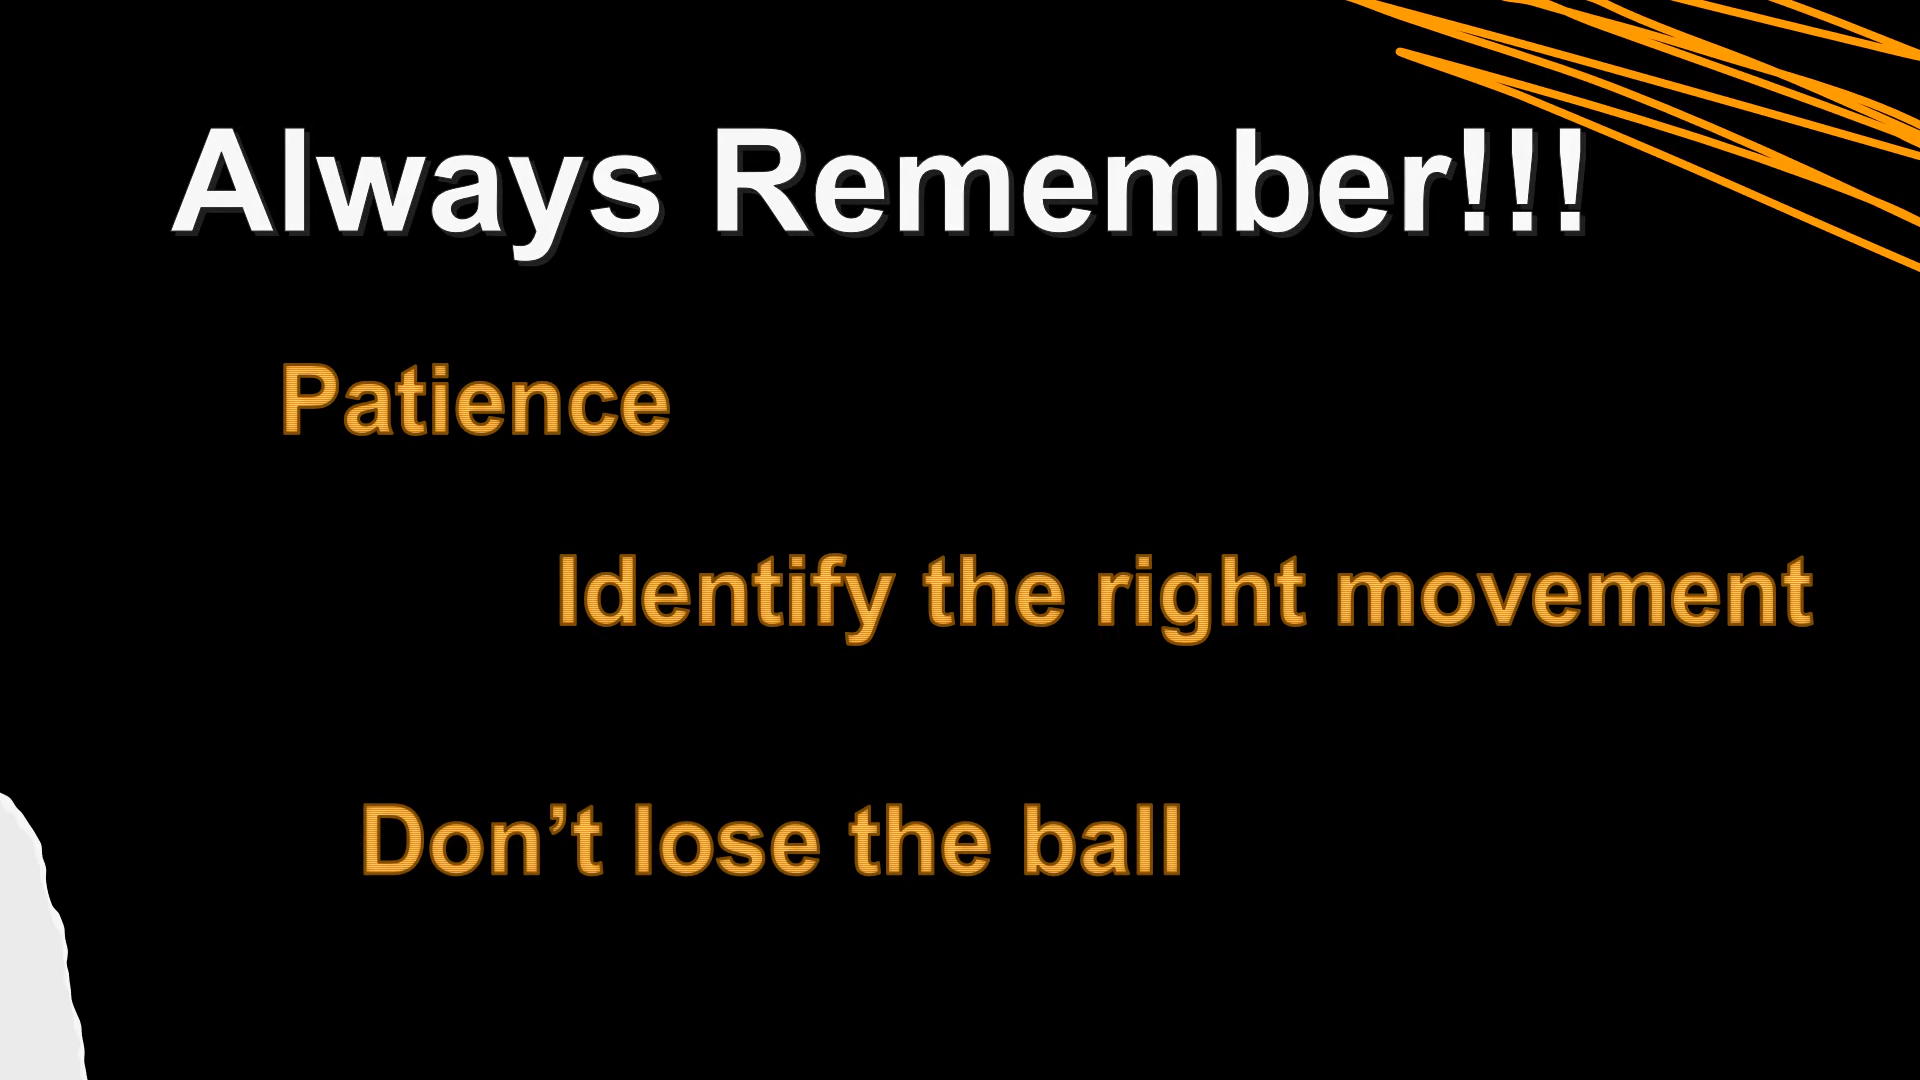 Always Remember!!!
Patience
Identify the right movement
Don’t lose the ball